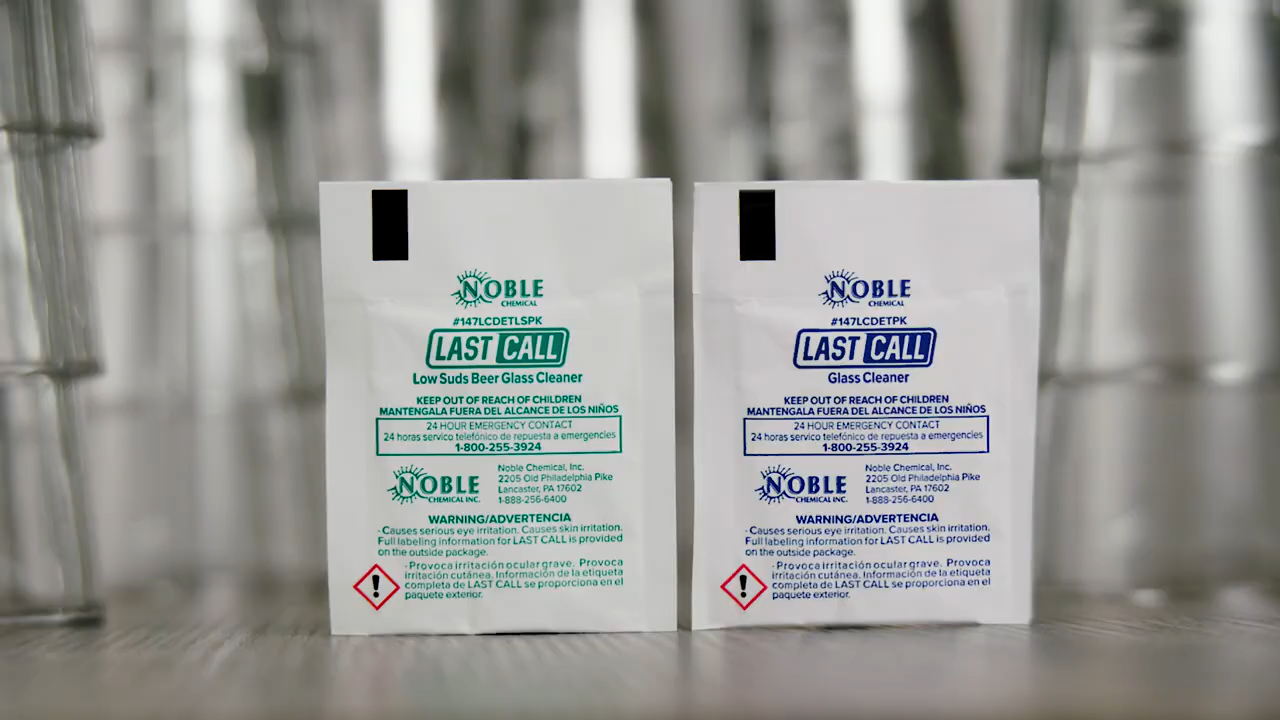 NOBLE
CHEMICAL
#147LCDETLSPK
LAST CALL
Low Suds Beer Glass Cleaner
KEEP OUT OF REACH OF CHILDREN
MANTENGALA FUERA DEL ALCANCE DE LOS NIÑOS
24 HOUR EMERGENCY CONTACT
24 horas servico telefónico de repuesta a emergencies
1-800-255-3924
NOBLE
CHEMICAL INC.
Noble Chemical, Inc.
2205 Old Philadelphia Pike
Lancaster, PA 17602
1-888-256-6400
WARNING/ADVERTENCIA
· Causes serious eye irritation. Causes skin irritation.
Full labeling information for LAST CALL is provided
on the outside package.
· Provoca irritación ocular grave. Provoca
irritación cutánea. Información de la etiqueta
completa de LAST CALL se proporciona en el
paquete exterior.
NOBLE
CHEMICAL
#147LCDETPK
LAST CALL
Glass Cleaner
KEEP OUT OF REACH OF CHILDREN
MANTENGALA FUERA DEL ALCANCE DE LOS NIÑOS
24 HOUR EMERGENCY CONTACT
24 horas servico telefónico de repuesta a emergencies
1-800-255-3924
NOBLE
CHEMICAL INC.
Noble Chemical, Inc.
2205 Old Philadelphia Pike
Lancaster, PA 17602
1-888-256-6400
WARNING/ADVERTENCIA
· Causes serious eye irritation. Causes skin irritation.
Full labeling information for LAST CALL is provided
on the outside package.
· Provoca irritación ocular grave. Provoca
irritación cutánea. Información de la etiqueta
completa de LAST CALL se proporciona en el
paquete exterior.